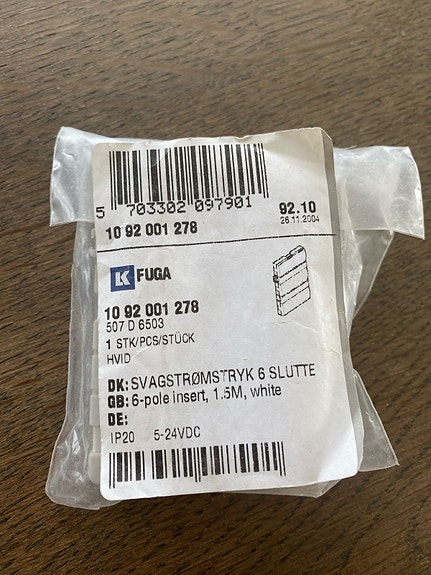 5 703302 097901
92.10
26.11.2004
10 92 001 278
LK FUGA
10 92 001 278
507 D 6503
1 STK/PCS/STÜCK
HVID
DK: SVAGSTRØMSTRYK 6 SLUTTE
GB: 6-pole insert, 1.5M, white
DE:
IP20 5-24VDC